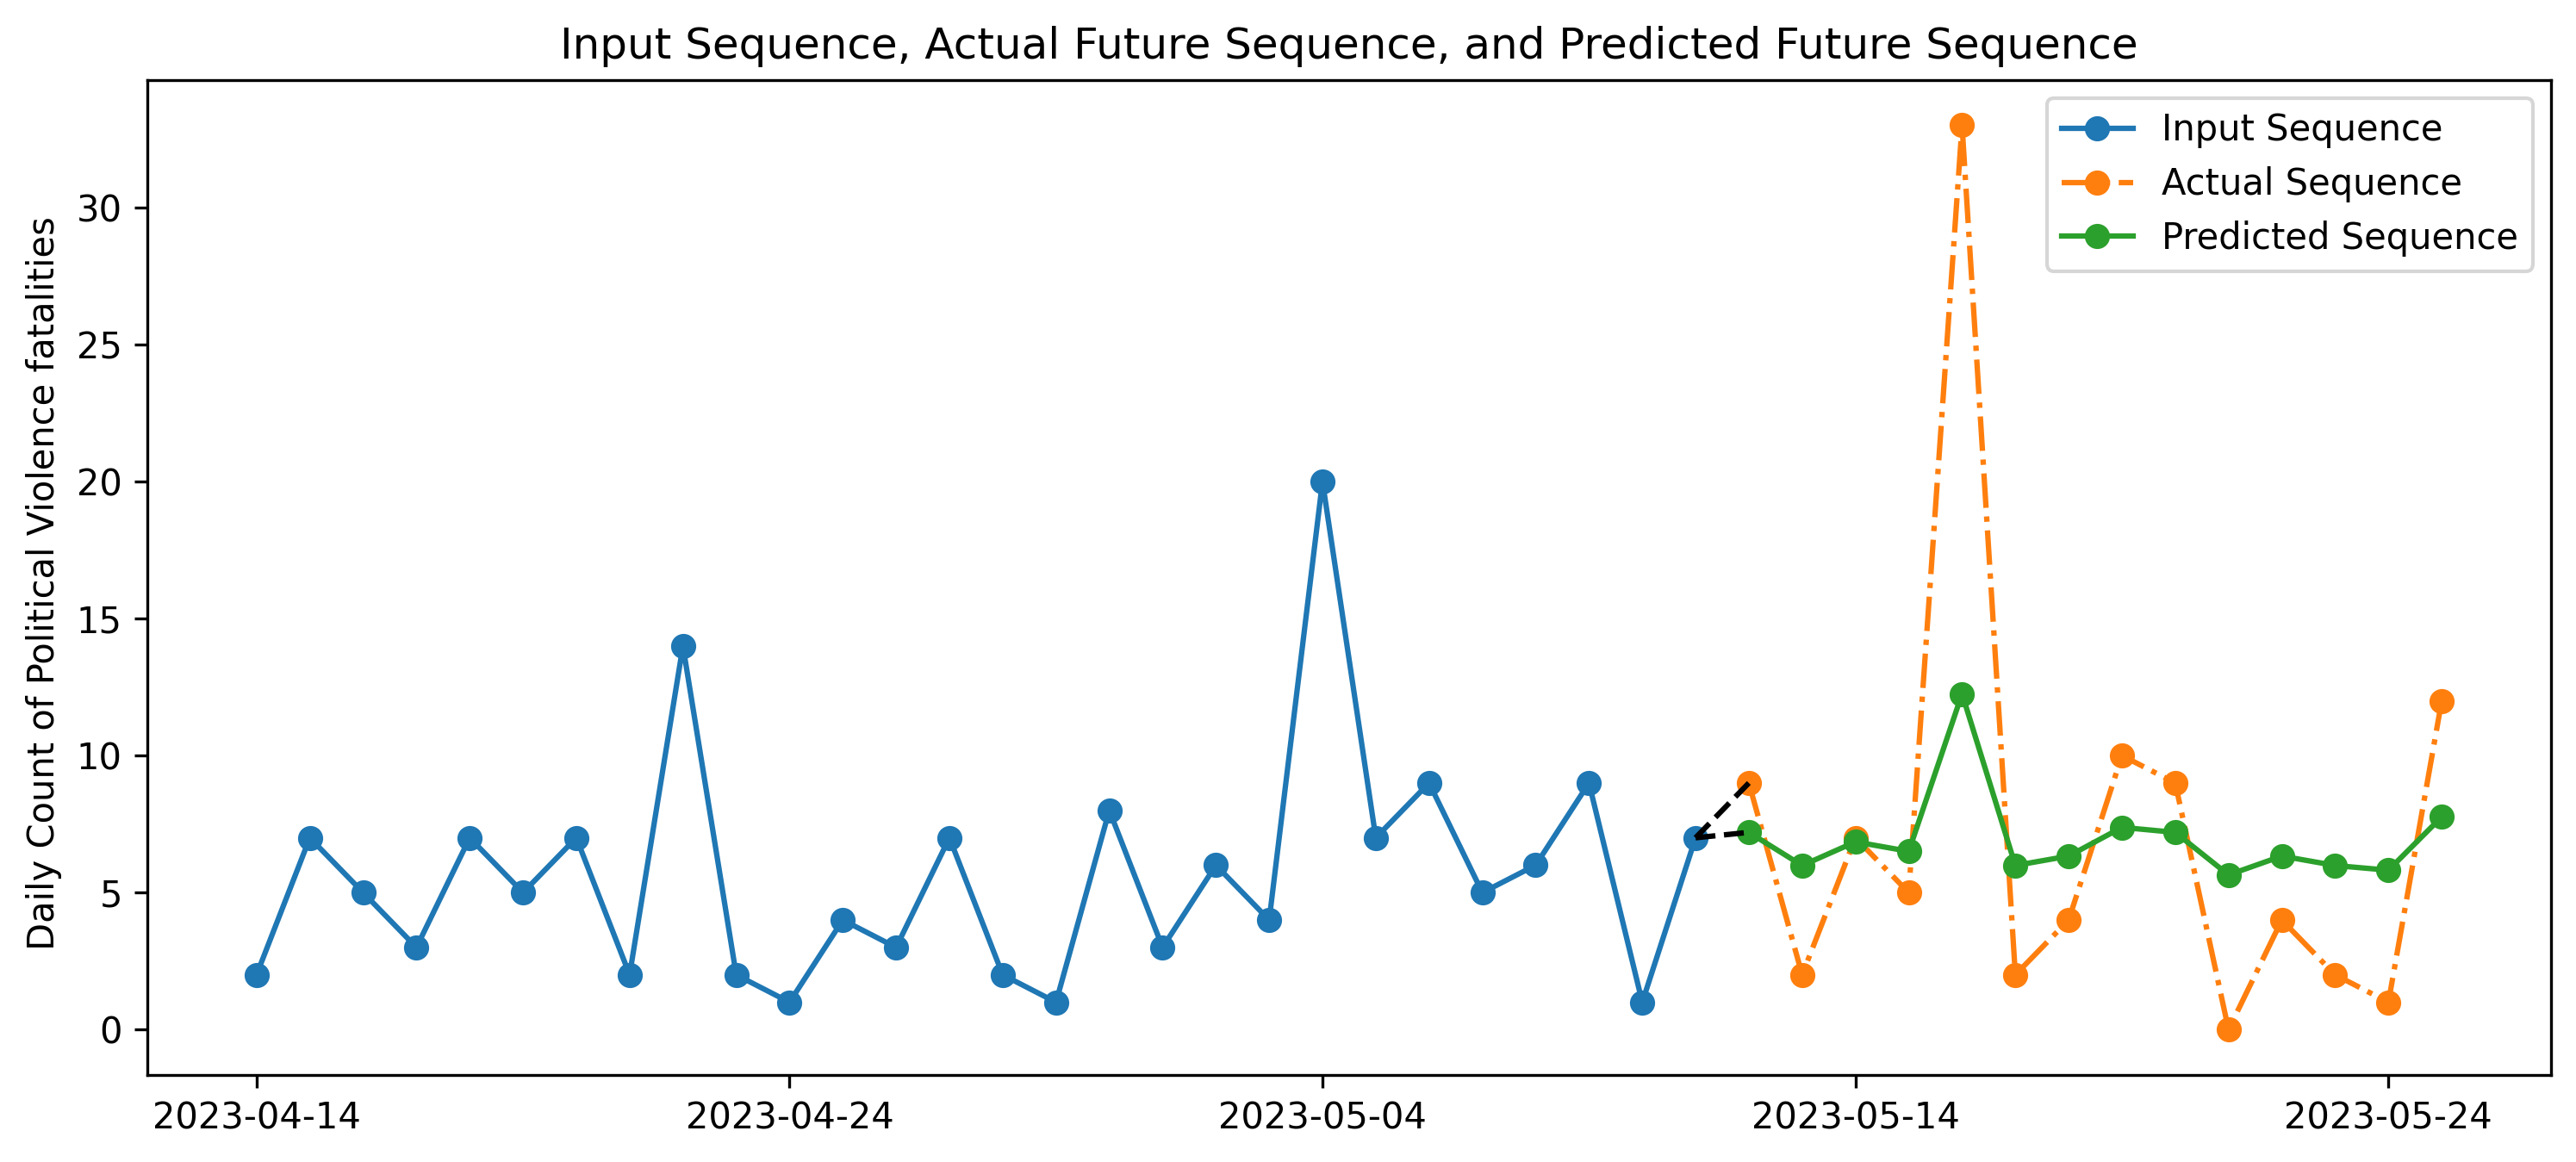 Input Sequence, Actual Future Sequence, and Predicted Future Sequence
Daily Count of Political Violence fatalities
30
25
20
15
10
5
0
Input Sequence
Actual Sequence
Predicted Sequence
2023-04-14
2023-04-24
2023-05-04
2023-05-14
2023-05-24